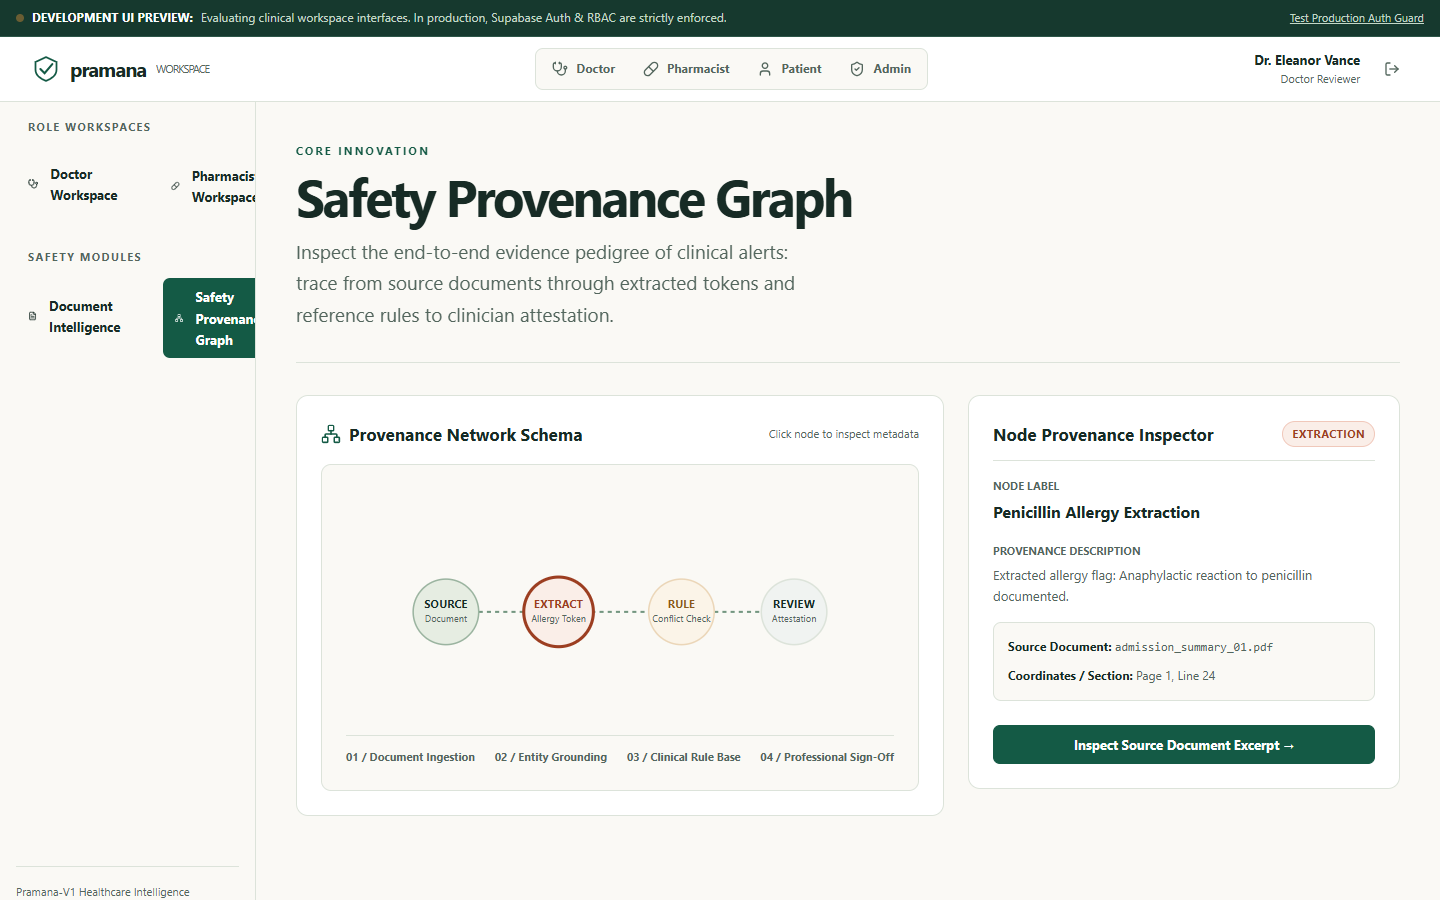 DEVELOPMENT UI PREVIEW: Evaluating clinical workspace interfaces. In production, Supabase Auth & RBAC are strictly enforced.
Test Production Auth Guard
pramana WORKSPACE
Doctor
Pharmacist
Patient
Admin
Dr. Eleanor Vance
Doctor Reviewer
ROLE WORKSPACES
Doctor
Workspace
Pharmacis
Workspace
SAFETY MODULES
Document
Intelligence
Safety
Provenan
Graph
Pramana-V1 Healthcare Intelligence
CORE INNOVATION
Safety Provenance Graph
Inspect the end-to-end evidence pedigree of clinical alerts:
trace from source documents through extracted tokens and
reference rules to clinician attestation.
Provenance Network Schema
Click node to inspect metadata
SOURCE
Document
EXTRACT
Allergy Token
RULE
Conflict Check
REVIEW
Attestation
01 / Document Ingestion
02 / Entity Grounding
03 / Clinical Rule Base
04 / Professional Sign-Off
Node Provenance Inspector
EXTRACTION
NODE LABEL
Penicillin Allergy Extraction
PROVENANCE DESCRIPTION
Extracted allergy flag: Anaphylactic reaction to penicillin
documented.
Source Document: admission_summary_01.pdf
Coordinates / Section: Page 1, Line 24
Inspect Source Document Excerpt →